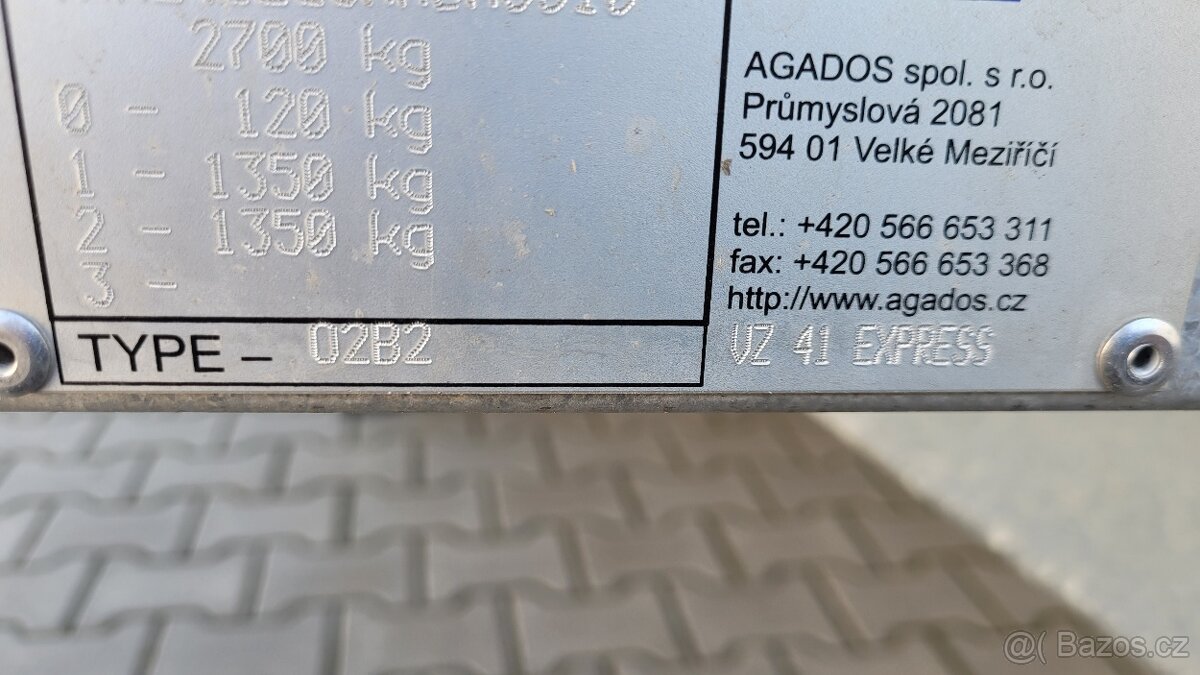 2700 kg
0 - 120 kg
1 - 1350 kg
2 - 1350 kg
3 -
TYPE – O2B2
AGADOS spol. s r.o.
Průmyslová 2081
594 01 Velké Meziříčí
tel.: +420 566 653 311
fax: +420 566 653 368
http://www.agados.cz
VZ 41 EXPRESS
Bazos.cz